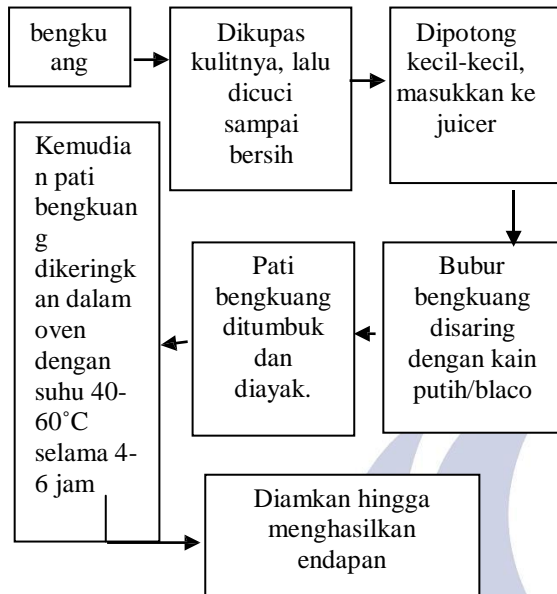 bengku
ang
Dikupas
kulitnya, lalu
dicuci
sampai
bersih
Dipotong
kecil-kecil,
masukkan ke
juicer
Bubur
bengkuang
disaring
dengan kain
putih/blaco
Pati
bengkuang
ditumbuk
dan
diayak.
Kemudia
n pati
bengkuan
g
dikeringk
an dalam
oven
dengan
suhu 40-
60˚C
selama 4-
6 jam
Diamkan hingga
menghasilkan
endapan